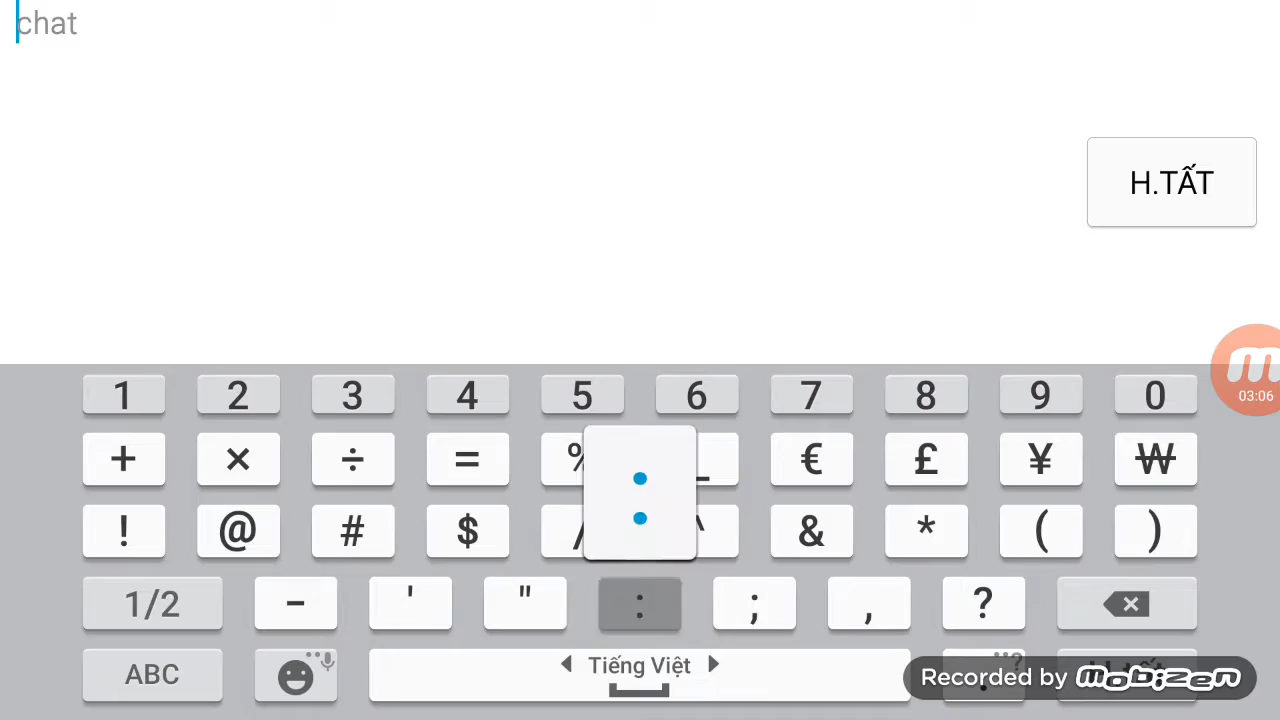 chat
H.TẤT
03:06
1 2 3 4 5 6 7 8 9 0
+ × ÷ = % _ € £ ¥ ₩
:
! @ # $ / ^ & * ( )
1/2 - ' " : ; , ?
ABC Tiếng Việt
Recorded by mobizen